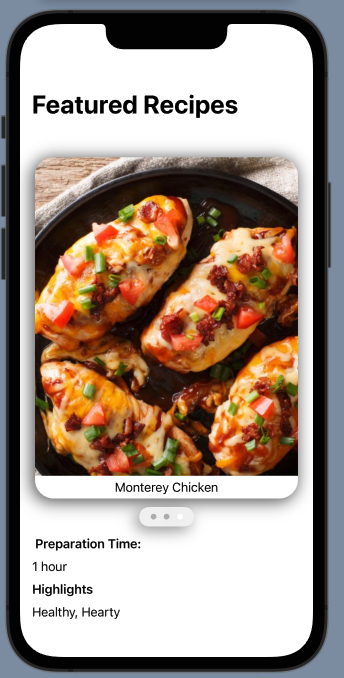 Featured Recipes
Monterey Chicken
Preparation Time:
1 hour
Highlights
Healthy, Hearty